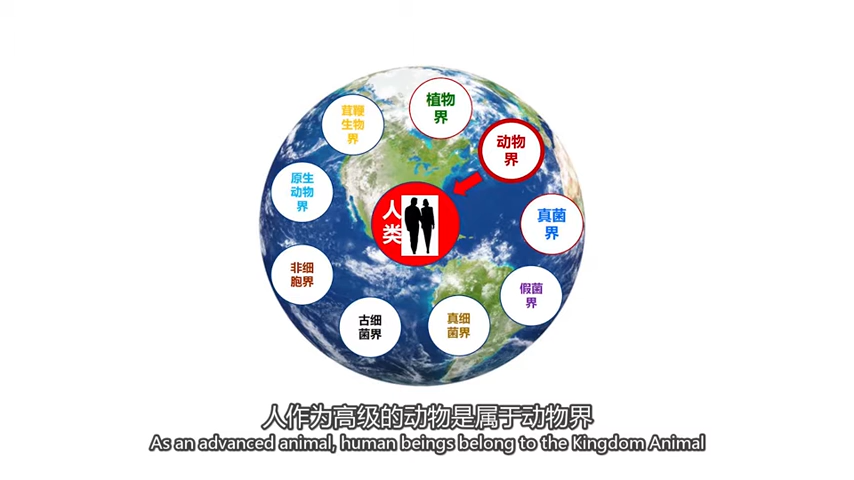 植物
界
动物
界
真菌
界
假菌
界
真细
菌界
古细
菌界
非细
胞界
原生
动物
界
茸鞭
生物
界
人
类
人作为高级的动物是属于动物界
As an advanced animal, human beings belong to the Kingdom Animal